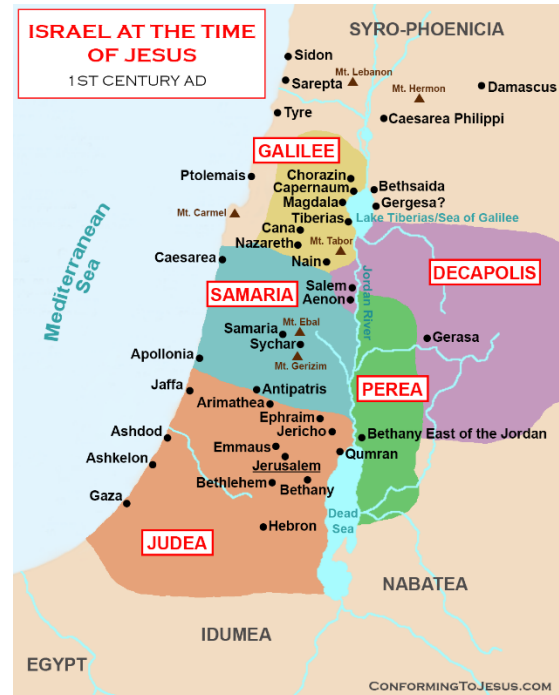 ISRAEL AT THE TIME
OF JESUS
1ST CENTURY AD
SYRO-PHOENICIA
Sidon
Mt. Lebanon
Sarepta
Mt. Hermon
Damascus
Tyre
Caesarea Philippi
GALILEE
Ptolemais
Chorazin
Capernaum
Bethsaida
Magdala
Gergesa?
Mt. Carmel
Tiberias
Lake Tiberias/Sea of Galilee
Cana
Nazareth
Mt. Tabor
Caesarea
Nain
Mediterranean
Sea
DECAPOLIS
Jordan River
SAMARIA
Salem
Aenon
Samaria
Mt. Ebal
Sychar
Gerasa
Apollonia
Mt. Gerizim
Jaffa
Antipatris
PEREA
Arimathea
Ephraim
Ashdod
Jericho
Bethany East of the Jordan
Emmaus
Qumran
Ashkelon
Jerusalem
Bethlehem
Bethany
Gaza
Dead
Sea
Hebron
JUDEA
NABATEA
IDUMEA
EGYPT
CONFORMINGTOJESUS.COM